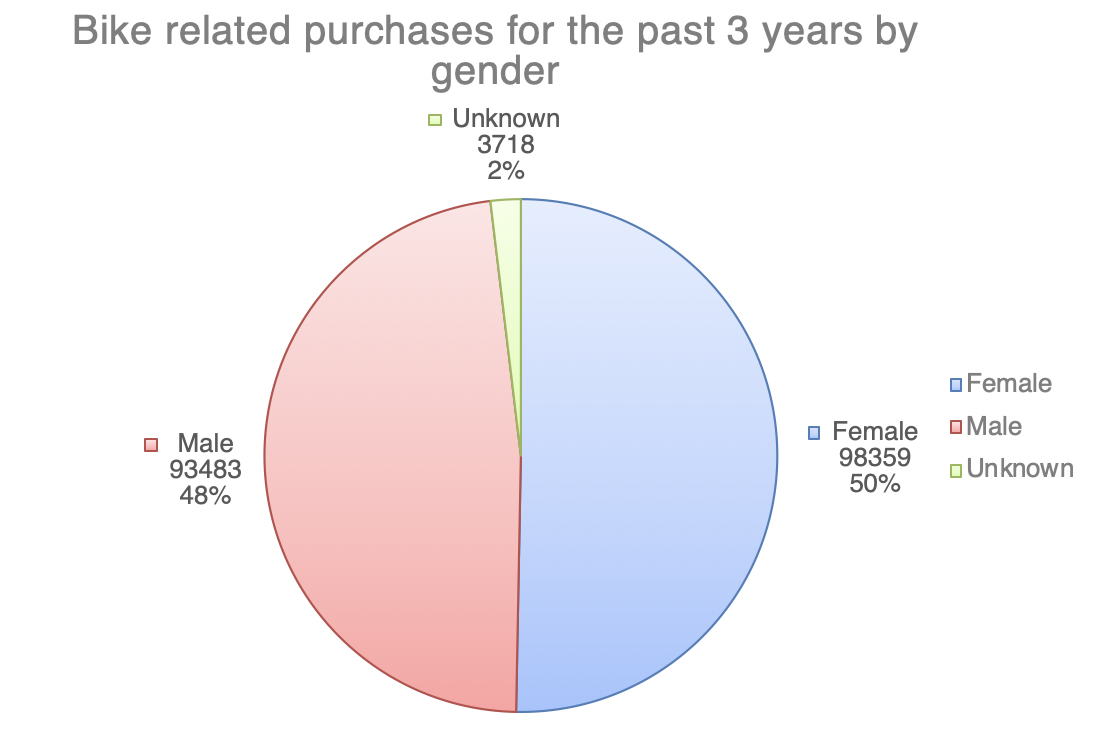 Bike related purchases for the past 3 years by
gender
Unknown
3718
2%
Male
93483
48%
Female
98359
50%
Female
Male
Unknown